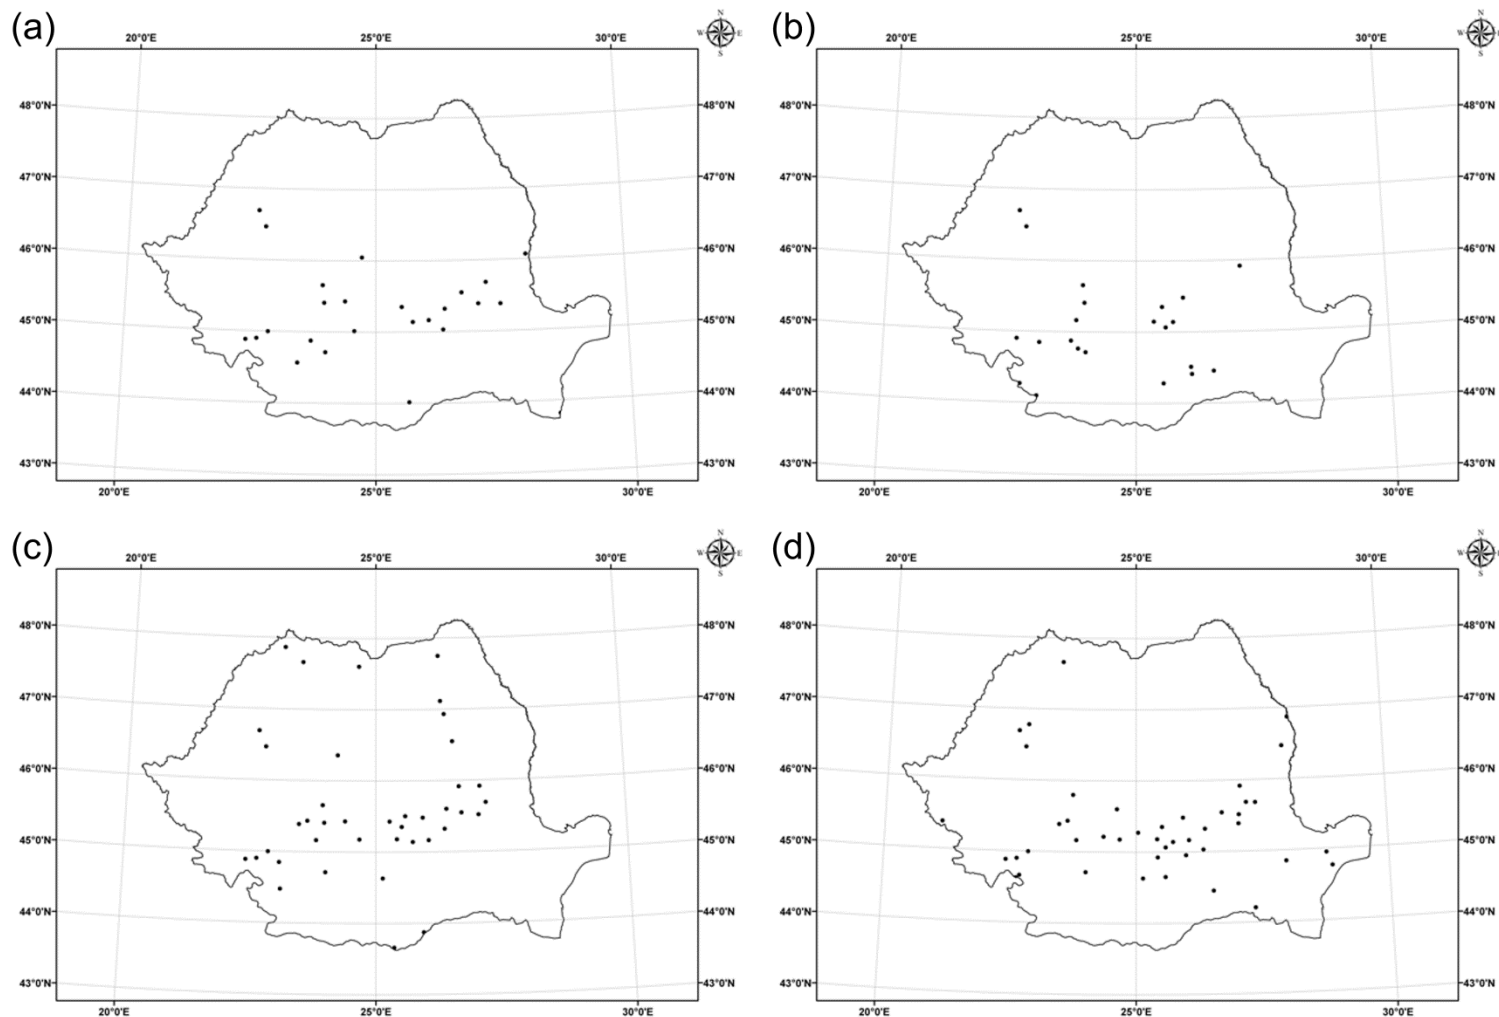 (a) (b)
N N
20°0'E 25°0'E 30°0'E W E 20°0'E 25°0'E 30°0'E W
S S
48°0'N 48°0'N 48°0'N 48°0'N
47°0'N 47°0'N 47°0'N 47°0'N
46°0'N 46°0'N 46°0'N 46°0'N
45°0'N 45°0'N 45°0'N 45°0'N
44°0'N 44°0'N 44°0'N 44°0'N
43°0'N 43°0'N 43°0'N 43°0'N
20°0'E 25°0'E 30°0'E 20°0'E 25°0'E 30°0'E
(c) (d)
N N
20°0'E 25°0'E 30°0'E W E 20°0'E 25°0'E 30°0'E W
S S
48°0'N 48°0'N 48°0'N 48°0'N
47°0'N 47°0'N 47°0'N 47°0'N
46°0'N 46°0'N 46°0'N 46°0'N
45°0'N 45°0'N 45°0'N 45°0'N
44°0'N 44°0'N 44°0'N 44°0'N
43°0'N 43°0'N 43°0'N 43°0'N
20°0'E 25°0'E 30°0'E 20°0'E 25°0'E 30°0'E